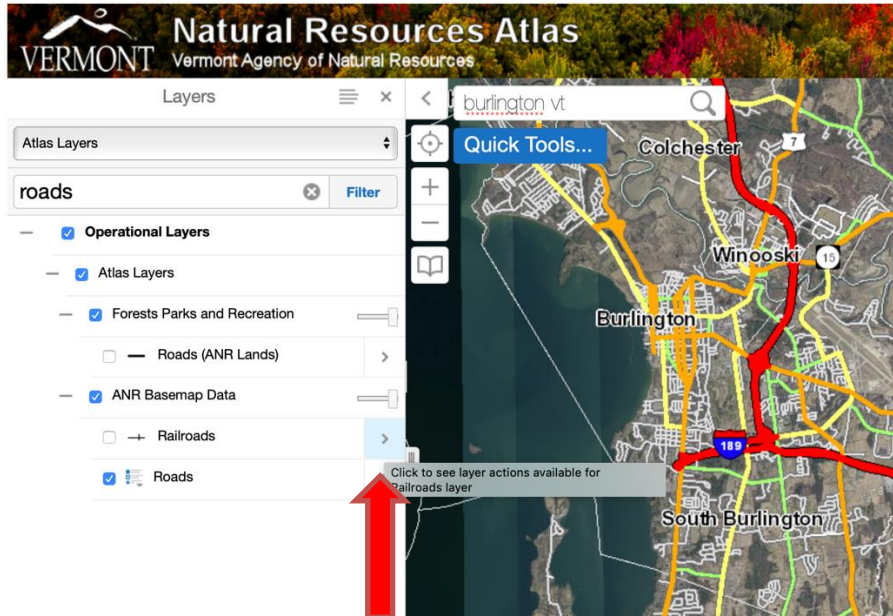 VERMONT
Natural Resources Atlas
Vermont Agency of Natural Resources
Layers
Atlas Layers
roads
Filter
Operational Layers
Atlas Layers
Forests Parks and Recreation
Roads (ANR Lands)
ANR Basemap Data
Railroads
Roads
Click to see layer actions available for
Railroads layer
burlington vt
Quick Tools...
Colchester
7
Winooski
15
Burlington
189
South Burlington